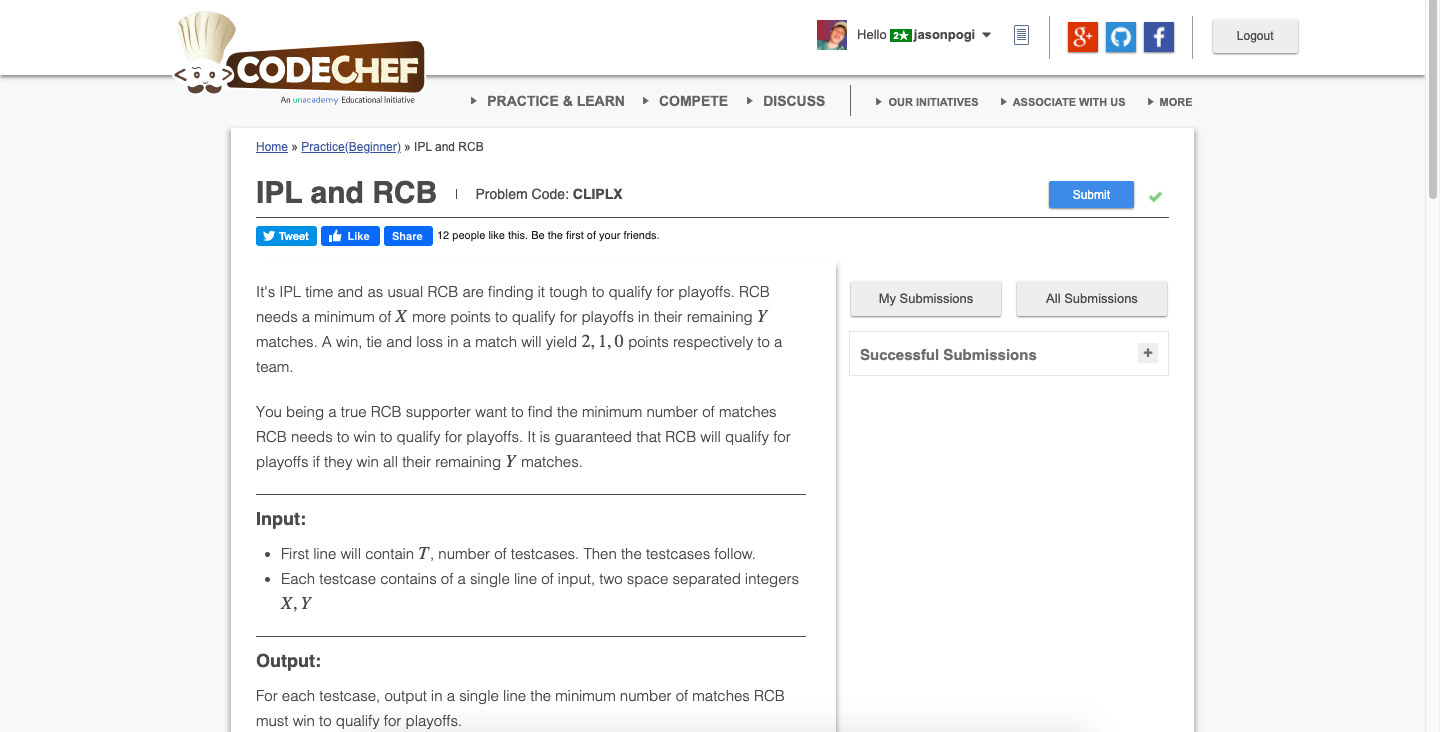 CODECHEF
An unacademy Educational Initiative
Hello 2★ jasonpogi
Logout
PRACTICE & LEARN COMPETE DISCUSS OUR INITIATIVES ASSOCIATE WITH US MORE
Home » Practice(Beginner) » IPL and RCB
IPL and RCB | Problem Code: CLIPLX
Submit
Tweet Like Share 12 people like this. Be the first of your friends.
It's IPL time and as usual RCB are finding it tough to qualify for playoffs. RCB
needs a minimum of X more points to qualify for playoffs in their remaining Y
matches. A win, tie and loss in a match will yield 2, 1, 0 points respectively to a
team.
You being a true RCB supporter want to find the minimum number of matches
RCB needs to win to qualify for playoffs. It is guaranteed that RCB will qualify for
playoffs if they win all their remaining Y matches.
Input:
• First line will contain T, number of testcases. Then the testcases follow.
• Each testcase contains of a single line of input, two space separated integers
X, Y
Output:
For each testcase, output in a single line the minimum number of matches RCB
must win to qualify for playoffs.
My Submissions All Submissions
Successful Submissions +